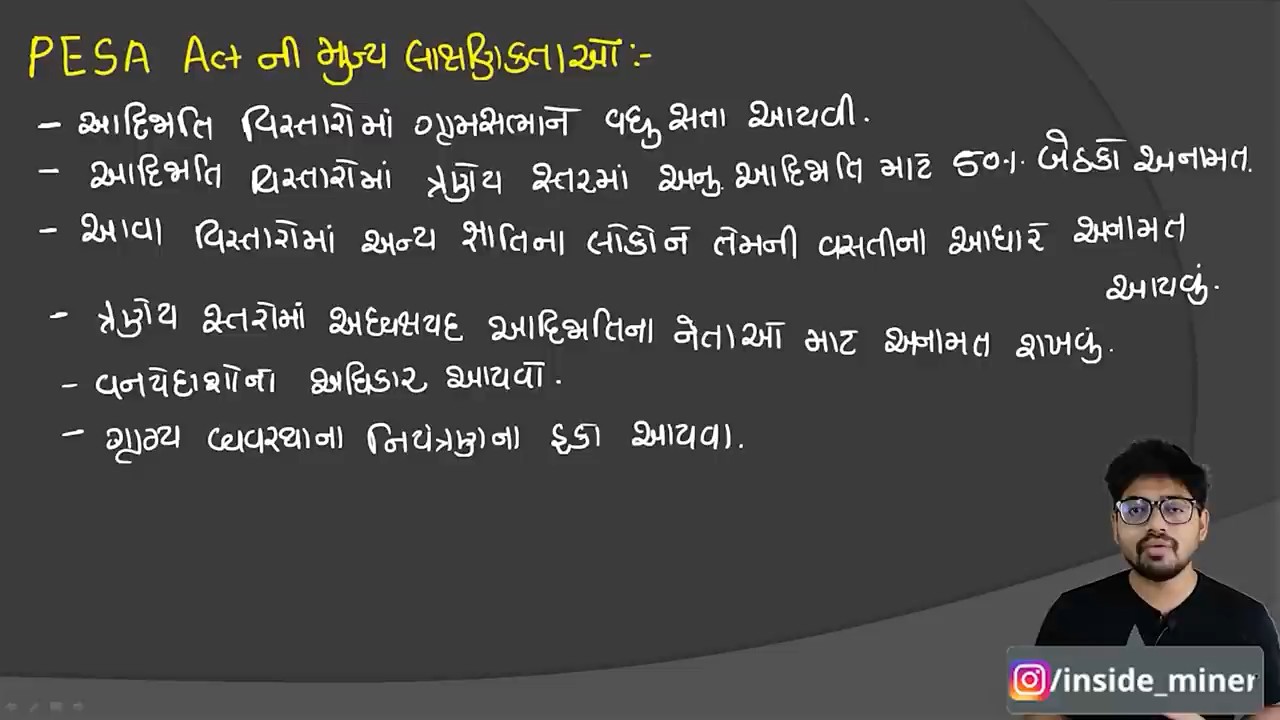 PESA Act ની મુખ્ય લાક્ષણિકતાઓ :-
- આદિજાતિ વિસ્તારોમાં ગ્રામસભાને વધુ સત્તા આપવી.
- આદિજાતિ વિસ્તારોમાં ત્રણેય સ્તરમાં અનુ. આદિજાતિ માટે 50% બેઠકો અનામત.
- આવા વિસ્તારોમાં અન્ય જાતિના લોકોને તેમની વસતીના આધારે અનામત
આપવું.
- ત્રણેય સ્તરોમાં અધ્યક્ષપદ આદિજાતિના નેતાઓ માટે અનામત રાખવું.
- વનપેદાશોના અધિકાર આપવા.
- ગ્રામ્ય વ્યવસ્થાના નિયંત્રણના હકો આપવા.
/inside_miner